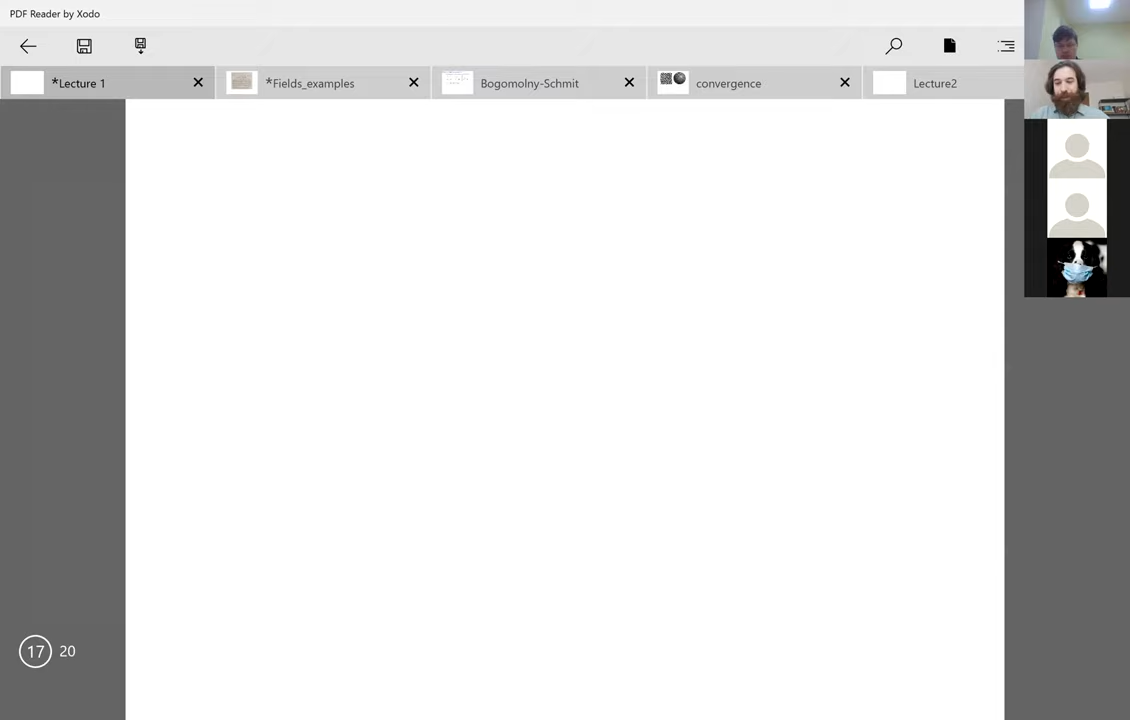 PDF Reader by Xodo
*Lecture 1
*Fields_examples
Bogomolny-Schmit
convergence
Lecture2
17 20